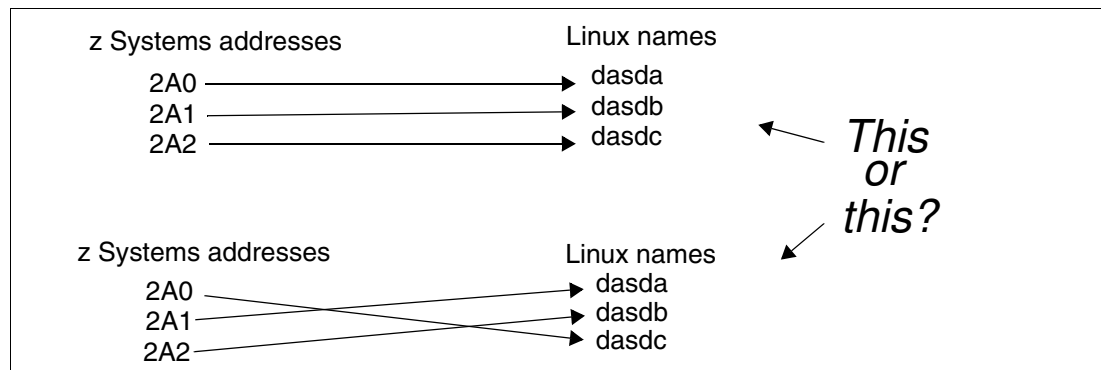 z Systems addresses
Linux names
2A0
dasda
2A1
dasdb
2A2
dasdc
This
or
this?
z Systems addresses
Linux names
2A0
dasda
2A1
dasdb
2A2
dasdc